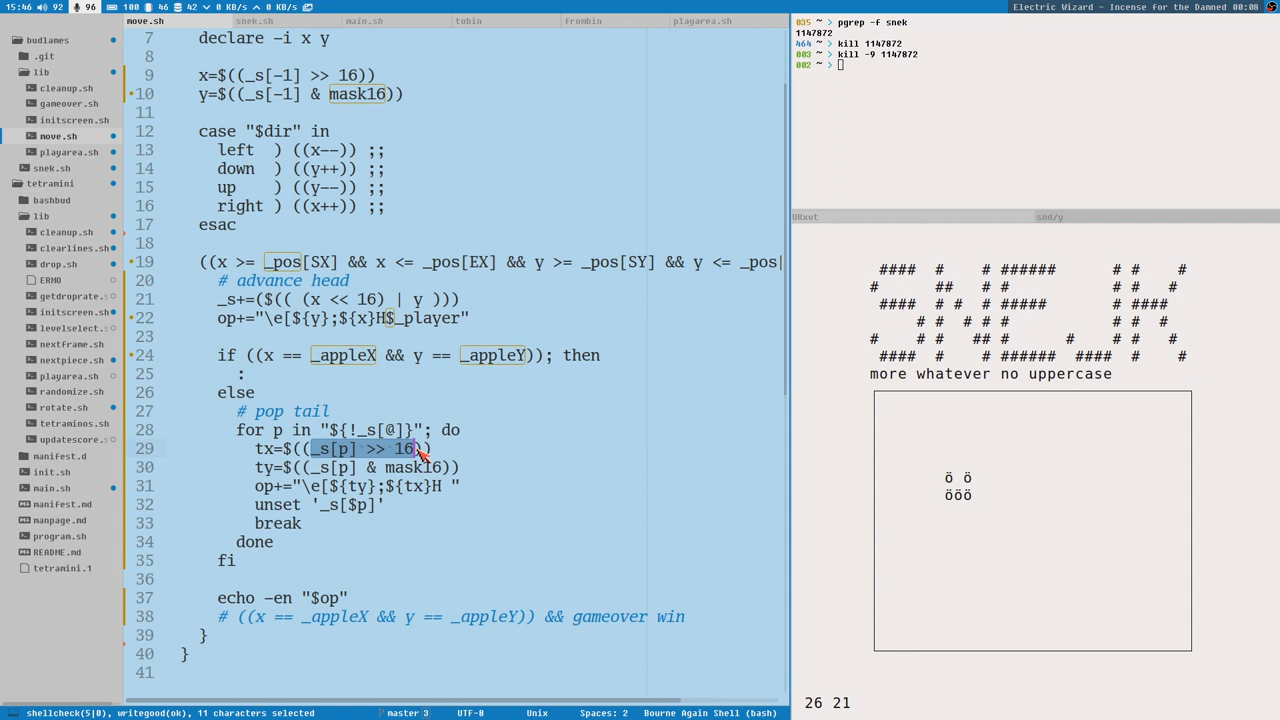 15:46 92 96 100 46 42 0 KB/s 0 KB/s
Electric Wizard - Incense for the Damned 00:08
move.sh snek.sh main.sh tobin frombin playarea.sh
budlames
.git
lib
cleanup.sh
gameover.sh
initscreen.sh
move.sh
playarea.sh
snek.sh
tetramini
bashbud
lib
cleanup.sh
clearlines.sh
drop.sh
ERMO
getdroprate.sh
initscreen.sh
levelselect.s
nextframe.sh
nextpiece.sh
playarea.sh
randomize.sh
rotate.sh
tetraminos.sh
updatescore.s
manifest.d
init.sh
main.sh
manifest.md
manpage.md
program.sh
README.md
tetramini.1
7 declare -i x y
8
9 x=$((_s[-1] >> 16))
10 y=$((_s[-1] & mask16))
11
12 case "$dir" in
13 left ) ((x--)) ;;
14 down ) ((y++)) ;;
15 up ) ((y--)) ;;
16 right ) ((x++)) ;;
17 esac
18
19 ((x >= _pos[SX] && x <= _pos[EX] && y >= _pos[SY] && y <= _pos[
20 # advance head
21 _s+=($(( (x << 16) | y )))
22 op+="\e[${y};${x}H$_player"
23
24 if ((x == _appleX && y == _appleY)); then
25 :
26 else
27 # pop tail
28 for p in "${!_s[@]}"; do
29 tx=$((_s[p] >> 16))
30 ty=$((_s[p] & mask16))
31 op+="\e[${ty};${tx}H "
32 unset '_s[$p]'
33 break
34 done
35 fi
36
37 echo -en "$op"
38 # ((x == _appleX && y == _appleY)) && gameover win
39 }
40 }
41
shellcheck(5|0), writegood(ok), 11 characters selected master 3 UTF-8 Unix Spaces: 2 Bourne Again Shell (bash)
035 ~ > pgrep -f snek
1147872
464 ~ > kill 1147872
003 ~ > kill -9 1147872
002 ~ >
URxvt snd/y
#### # # ###### # # #
# ## # # # # #
#### # # # ##### # ####
# # # # # # #
# # # ## # # # # #
#### # # ###### #### # #
more whatever no uppercase
ö ö
ööö
26 21